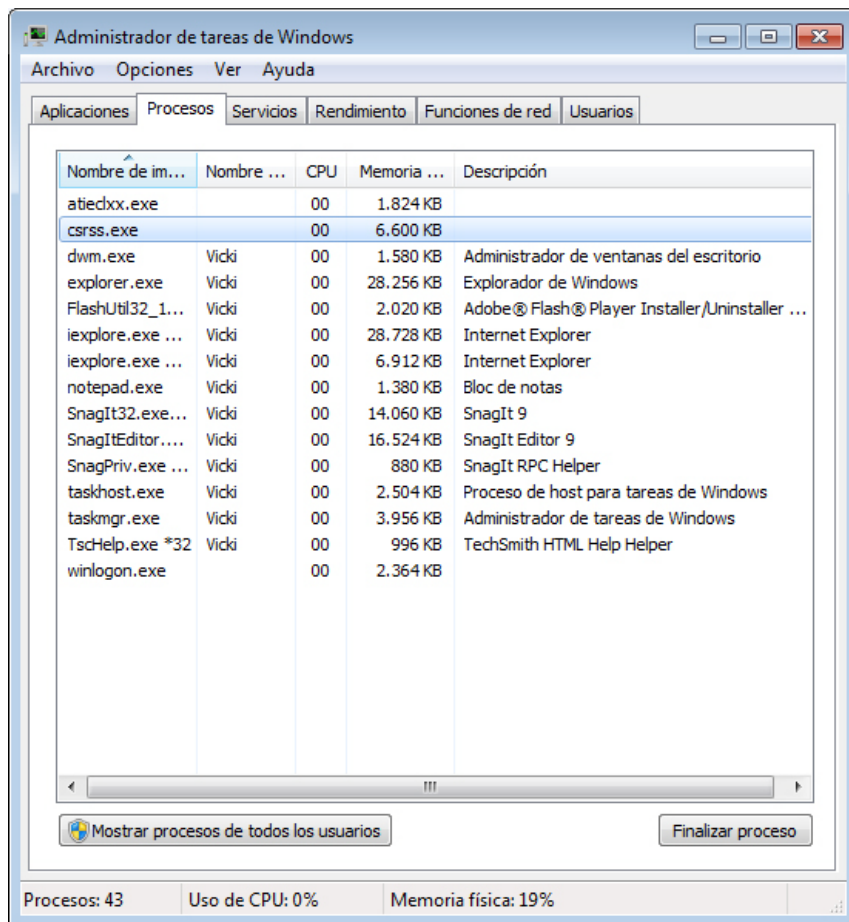 Administrador de tareas de Windows
Archivo Opciones Ver Ayuda
Aplicaciones Procesos Servicios Rendimiento Funciones de red Usuarios
Nombre de im... Nombre ... CPU Memoria ... Descripción
atieclxx.exe 00 1.824 KB
csrss.exe 00 6.600 KB
dwm.exe Vicki 00 1.580 KB Administrador de ventanas del escritorio
explorer.exe Vicki 00 28.256 KB Explorador de Windows
FlashUtil32_1... Vicki 00 2.020 KB Adobe® Flash® Player Installer/Uninstaller ...
iexplore.exe ... Vicki 00 28.728 KB Internet Explorer
iexplore.exe ... Vicki 00 6.912 KB Internet Explorer
notepad.exe Vicki 00 1.380 KB Bloc de notas
SnagIt32.exe... Vicki 00 14.060 KB SnagIt 9
SnagItEditor.... Vicki 00 16.524 KB SnagIt Editor 9
SnagPriv.exe ... Vicki 00 880 KB SnagIt RPC Helper
taskhost.exe Vicki 00 2.504 KB Proceso de host para tareas de Windows
taskmgr.exe Vicki 00 3.956 KB Administrador de tareas de Windows
TscHelp.exe *32 Vicki 00 996 KB TechSmith HTML Help Helper
winlogon.exe 00 2.364 KB
Mostrar procesos de todos los usuarios Finalizar proceso
Procesos: 43 Uso de CPU: 0% Memoria física: 19%